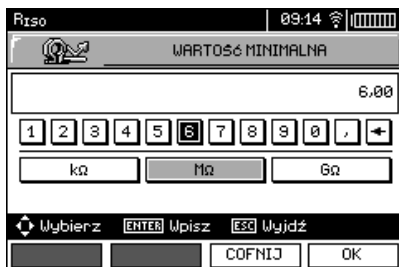 RISO 09:14
WARTOŚĆ MINIMALNA
6,00
1 2 3 4 5 6 7 8 9 0 , ←
kΩ MΩ GΩ
Wybierz ENTER Wpisz ESC Wyjdź
COFNIJ OK